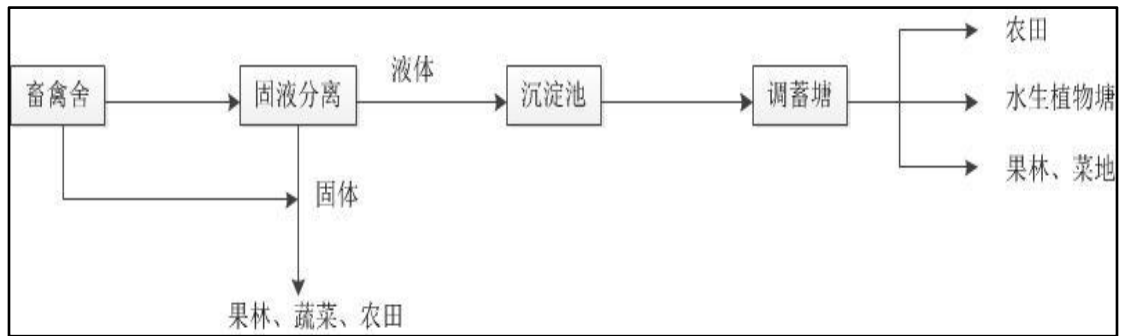 农田
畜禽舍
固液分离
液体
沉淀池
调蓄塘
水生植物塘
果林、菜地
固体
果林、蔬菜、农田